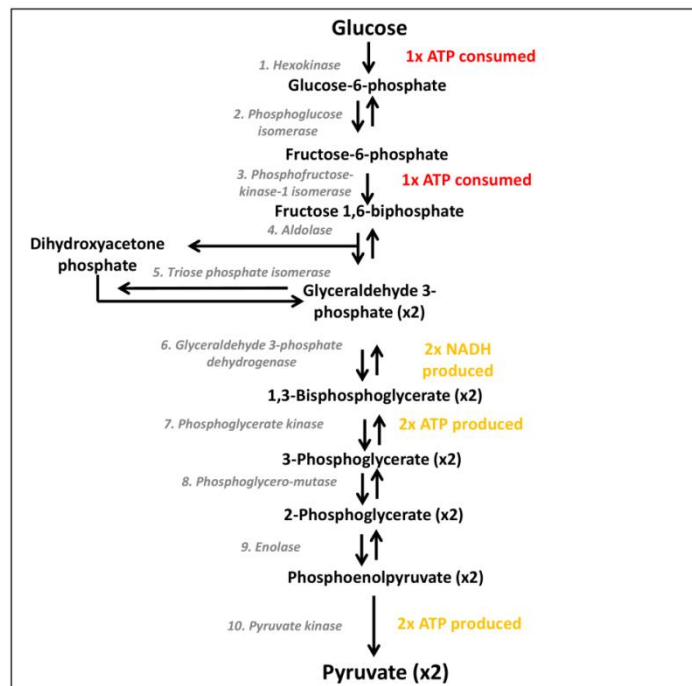 Glucose
1. Hexokinase
1x ATP consumed
Glucose-6-phosphate
2. Phosphoglucose
isomerase
Fructose-6-phosphate
3. Phosphofructose-
kinase-1 isomerase
1x ATP consumed
Fructose 1,6-biphosphate
4. Aldolase
Dihydroxyacetone
phosphate
5. Triose phosphate isomerase
Glyceraldehyde 3-
phosphate (x2)
6. Glyceraldehyde 3-phosphate
dehydrogenase
2x NADH
produced
1,3-Bisphosphoglycerate (x2)
7. Phosphoglycerate kinase
2x ATP produced
3-Phosphoglycerate (x2)
8. Phosphoglycero-mutase
2-Phosphoglycerate (x2)
9. Enolase
Phosphoenolpyruvate (x2)
10. Pyruvate kinase
2x ATP produced
Pyruvate (x2)